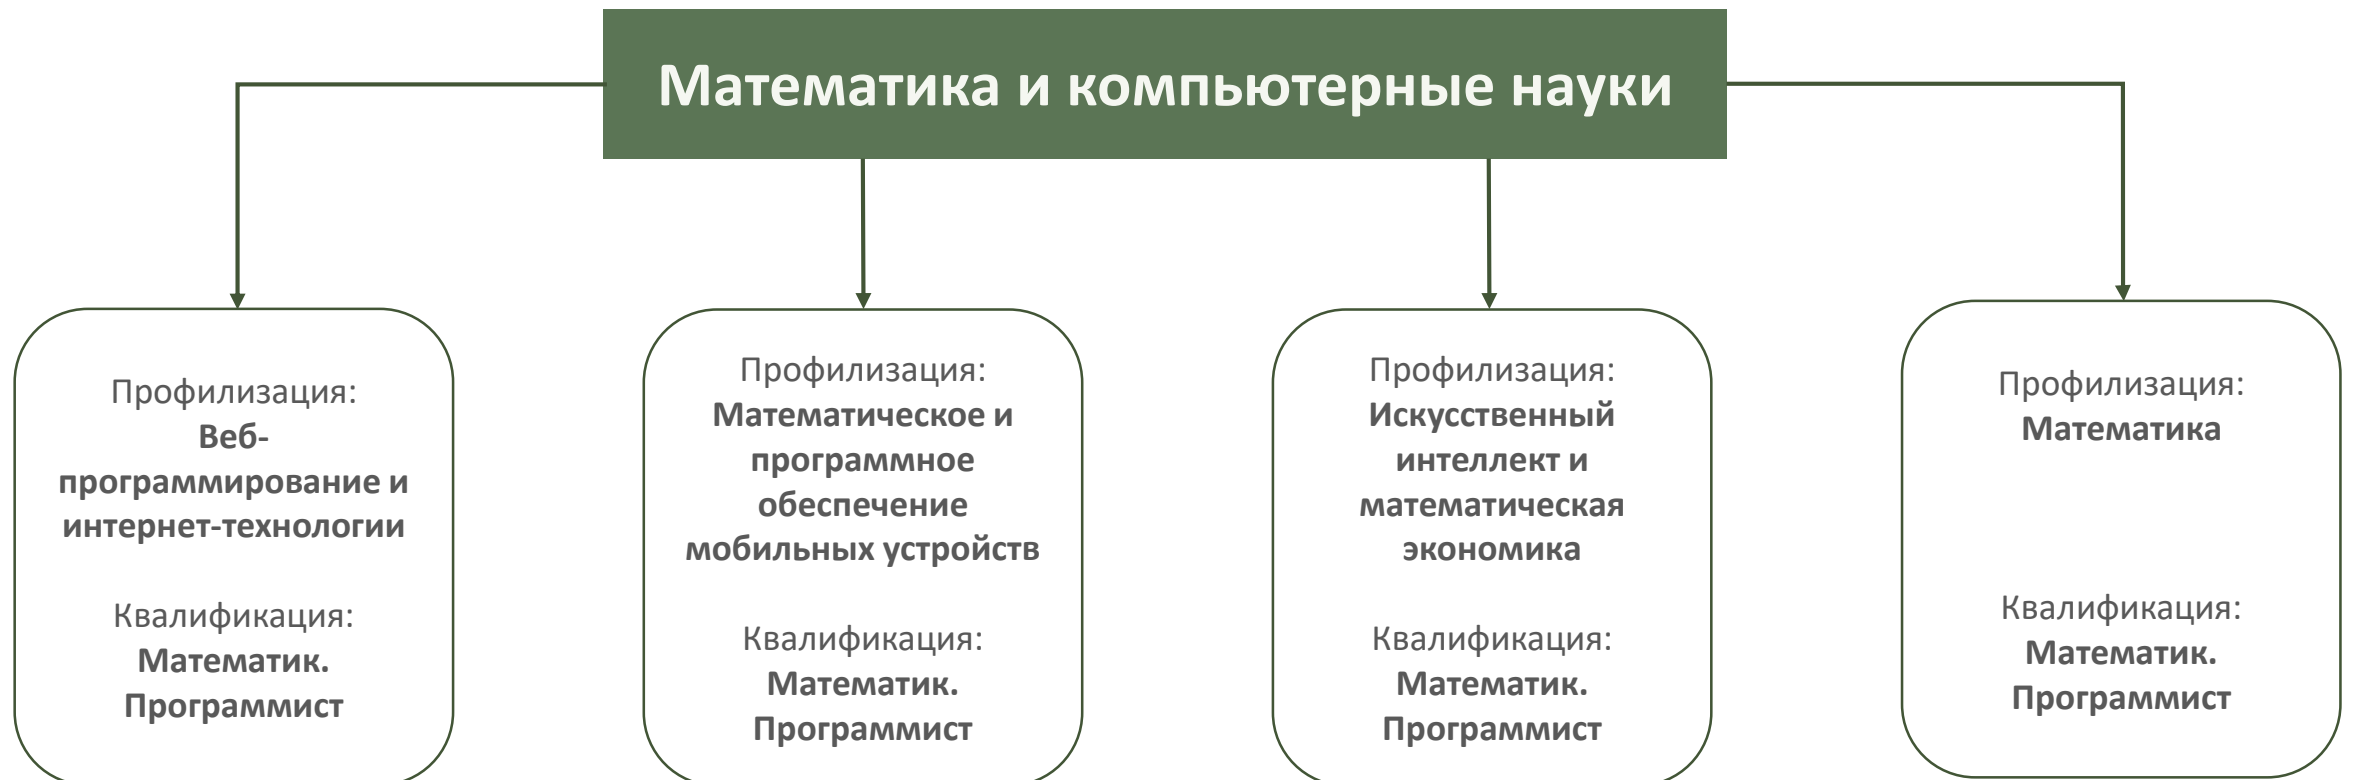 Математика и компьютерные науки
Профилизация:
Веб-
программирование и
интернет-технологии
Квалификация:
Математик.
Программист
Профилизация:
Математическое и
программное
обеспечение
мобильных устройств
Квалификация:
Математик.
Программист
Профилизация:
Искусственный
интеллект и
математическая
экономика
Квалификация:
Математик.
Программист
Профилизация:
Математика
Квалификация:
Математик.
Программист